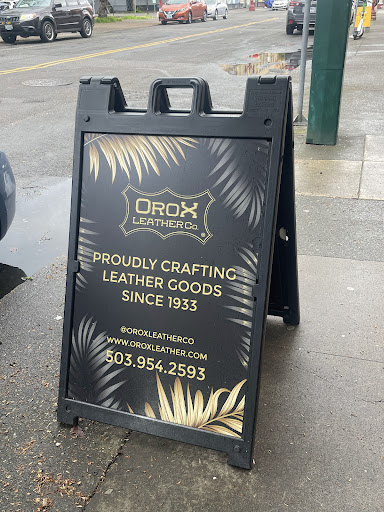 OROX
LEATHER CO.
PROUDLY CRAFTING
LEATHER GOODS
SINCE 1933
@OROXLEATHERCO
WWW.OROXLEATHER.COM
503.954.2593